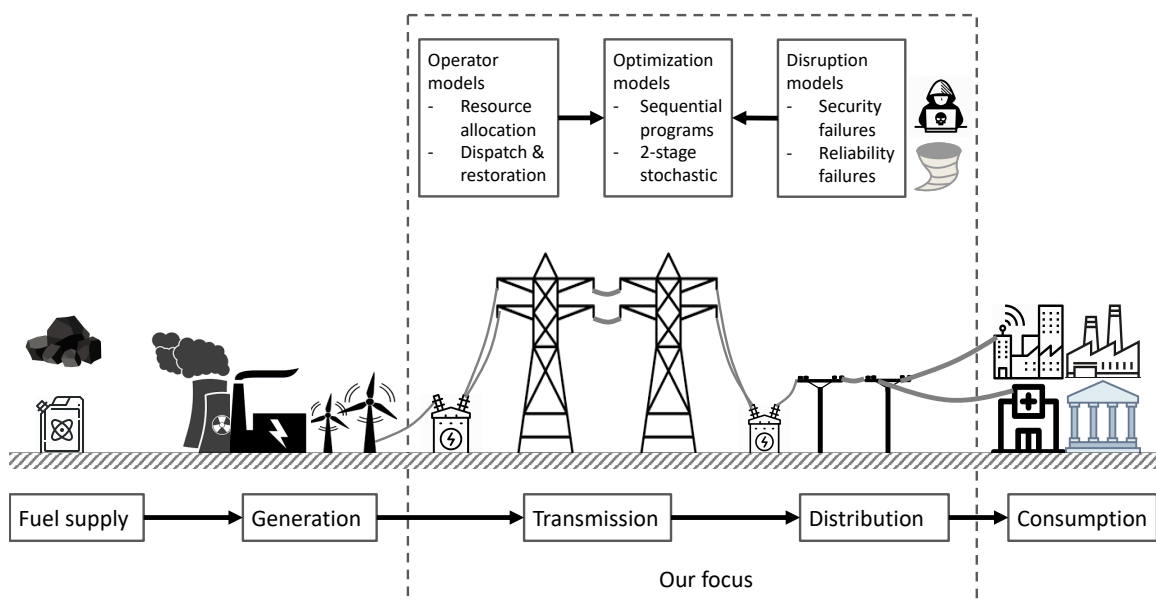 Operator
models
- Resource
allocation
- Dispatch &
restoration
Optimization
models
- Sequential
programs
- 2-stage
stochastic
Disruption
models
- Security
failures
- Reliability
failures
Fuel supply
Generation
Transmission
Distribution
Consumption
Our focus